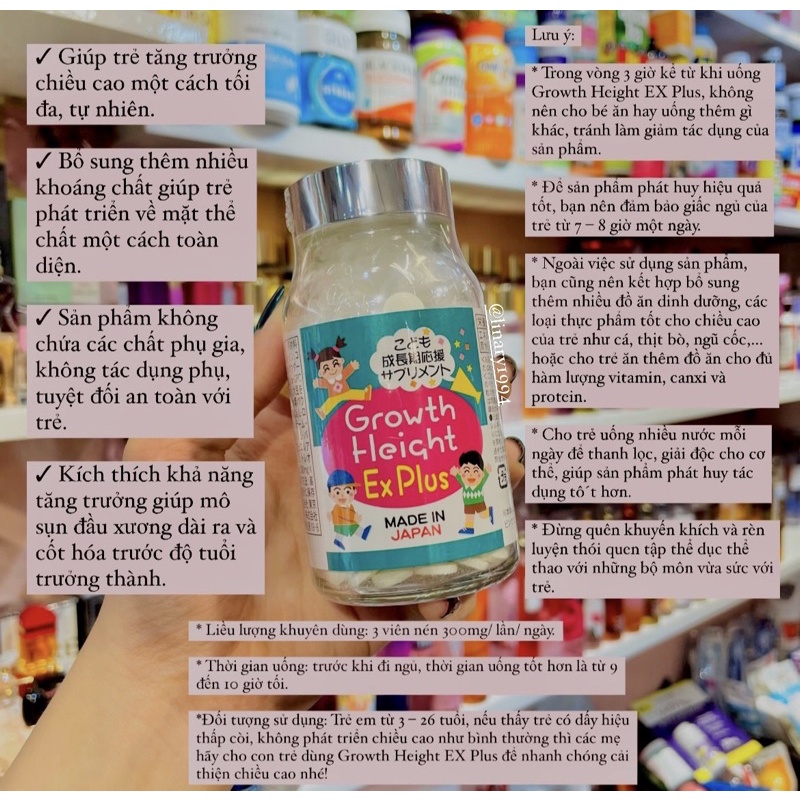 ✓ Giúp trẻ tăng trưởng
chiều cao một cách tối
đa, tự nhiên.
✓ Bổ sung thêm nhiều
khoáng chất giúp trẻ
phát triển về mặt thể
chất một cách toàn
diện.
✓ Sản phẩm không
chứa các chất phụ gia,
không tác dụng phụ,
tuyệt đối an toàn với
trẻ.
✓ Kích thích khả năng
tăng trưởng giúp mô
sụn đầu xương dài ra và
cốt hóa trước độ tuổi
trưởng thành.
こども
成長期応援
サプリメント
Growth
Height
Ex Plus
MADE IN
JAPAN
@linatv1994
Lưu ý:
* Trong vòng 3 giờ kể từ khi uống
Growth Height EX Plus, không
nên cho bé ăn hay uống thêm gì
khác, tránh làm giảm tác dụng của
sản phẩm.
* Để sản phẩm phát huy hiệu quả
tốt, bạn nên đảm bảo giấc ngủ của
trẻ từ 7 – 8 giờ một ngày.
* Ngoài việc sử dụng sản phẩm,
bạn cũng nên kết hợp bổ sung
thêm nhiều đồ ăn dinh dưỡng, các
loại thực phẩm tốt cho chiều cao
của trẻ như cá, thịt bò, ngũ cốc,...
hoặc cho trẻ ăn thêm đồ ăn cho đủ
hàm lượng vitamin, canxi và
protein.
* Cho trẻ uống nhiều nước mỗi
ngày để thanh lọc, giải độc cho cơ
thể, giúp sản phẩm phát huy tác
dụng tô´t hơn.
* Đừng quên khuyến khích và rèn
luyện thói quen tập thể dục thể
thao với những bộ môn vừa sức với
trẻ.
* Liều lượng khuyên dùng: 3 viên nén 300mg/ lần/ ngày.
* Thời gian uống: trước khi đi ngủ, thời gian uống tốt hơn là từ 9
đến 10 giờ tối.
*Đối tượng sử dụng: Trẻ em từ 3 – 26 tuổi, nếu thấy trẻ có dấy hiệu
thấp còi, không phát triển chiều cao như bình thường thì các mẹ
hãy cho con trẻ dùng Growth Height EX Plus để nhanh chóng cải
thiện chiều cao nhé!